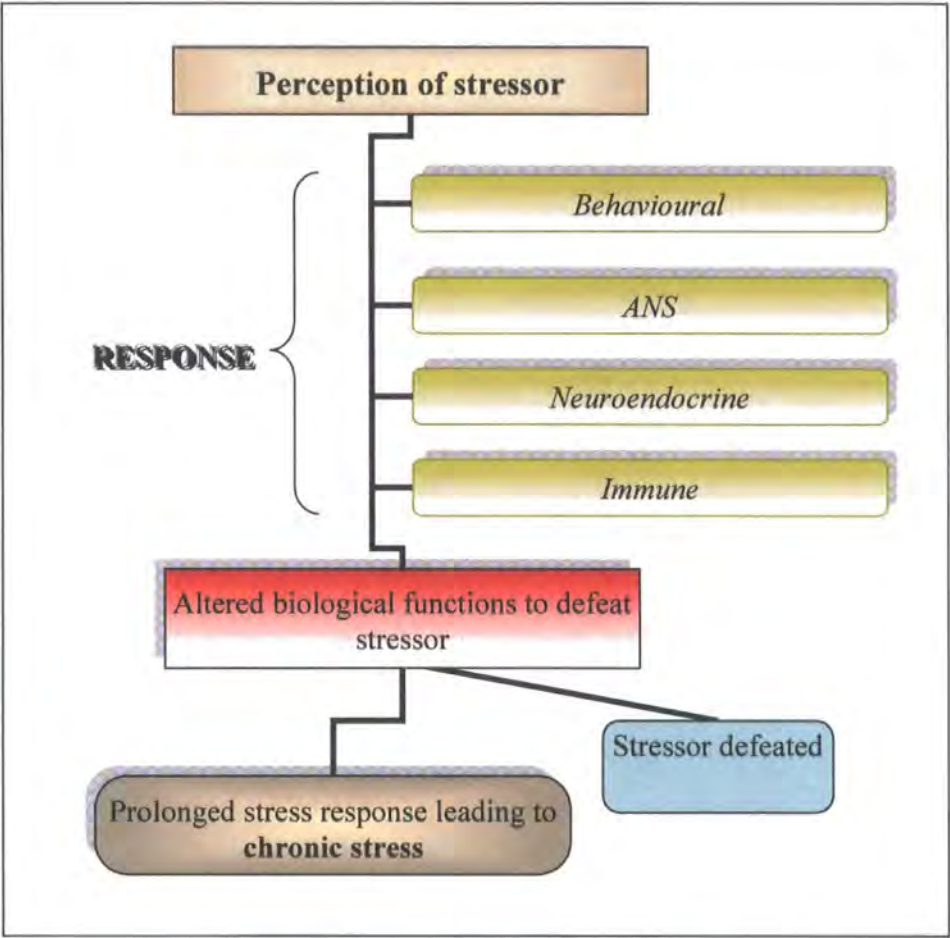 Perception of stressor
Behavioural
ANS
RESPONSE
Neuroendocrine
Immune
Altered biological functions to defeat
stressor
Stressor defeated
Prolonged stress response leading to
chronic stress